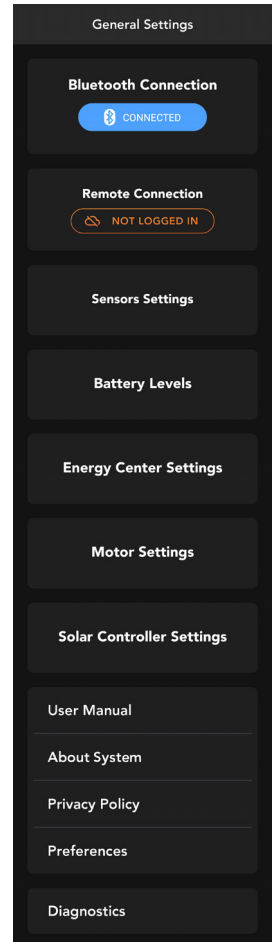 General Settings
Bluetooth Connection
CONNECTED
Remote Connection
NOT LOGGED IN
Sensors Settings
Battery Levels
Energy Center Settings
Motor Settings
Solar Controller Settings
User Manual
About System
Privacy Policy
Preferences
Diagnostics